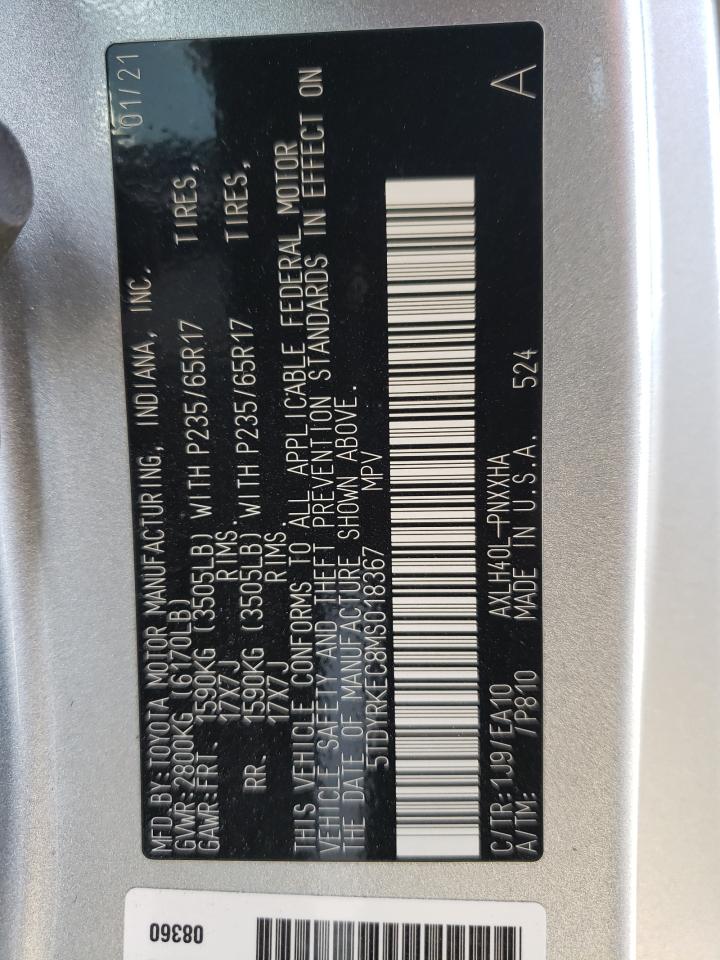 MFD.BY:TOYOTA MOTOR MANUFACTURING, INDIANA, INC. 01/21
GVWR:2800KG (6170LB)
GAWR:FRT. 1590KG (3505LB) WITH P235/65R17 TIRES,
17X7J RIMS.
RR. 1590KG (3505LB) WITH P235/65R17 TIRES,
17X7J RIMS.
THIS VEHICLE CONFORMS TO ALL APPLICABLE FEDERAL MOTOR
VEHICLE SAFETY AND THEFT PREVENTION STANDARDS IN EFFECT ON
THE DATE OF MANUFACTURE SHOWN ABOVE.
5TDYRKEC8MS018367 MPV
C/TR:1J9/EA10 AXLH40L-PNXXHA A
A/TM: /P810 MADE IN U.S.A. 524
08360